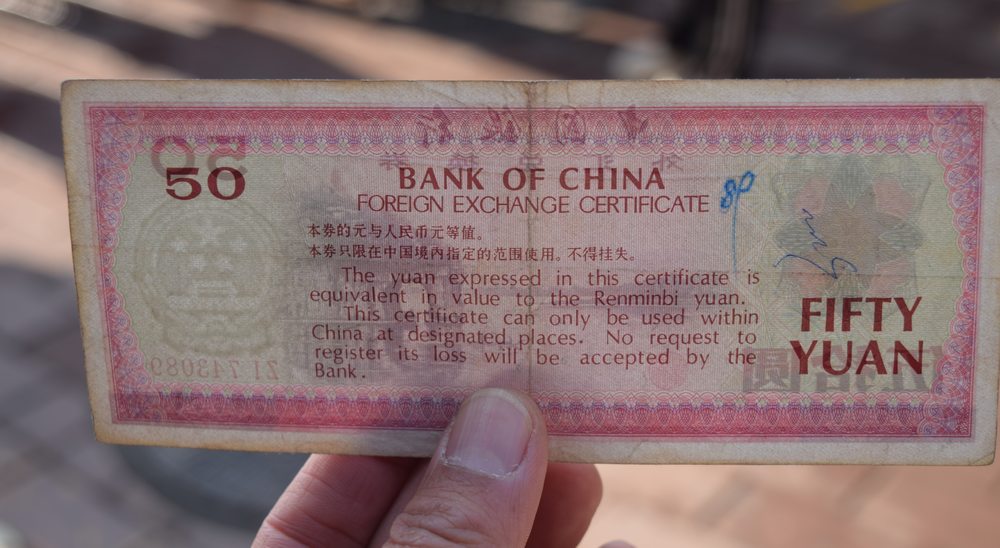 50
BANK OF CHINA
FOREIGN EXCHANGE CERTIFICATE
80
本券的元与人民币元等值。
本券只限在中国境内指定的范围使用。不得挂失。
The yuan expressed in this certificate is
equivalent in value to the Renminbi yuan.
This certificate can only be used within
China at designated places. No request to
register its loss will be accepted by the
Bank.
FIFTY
YUAN